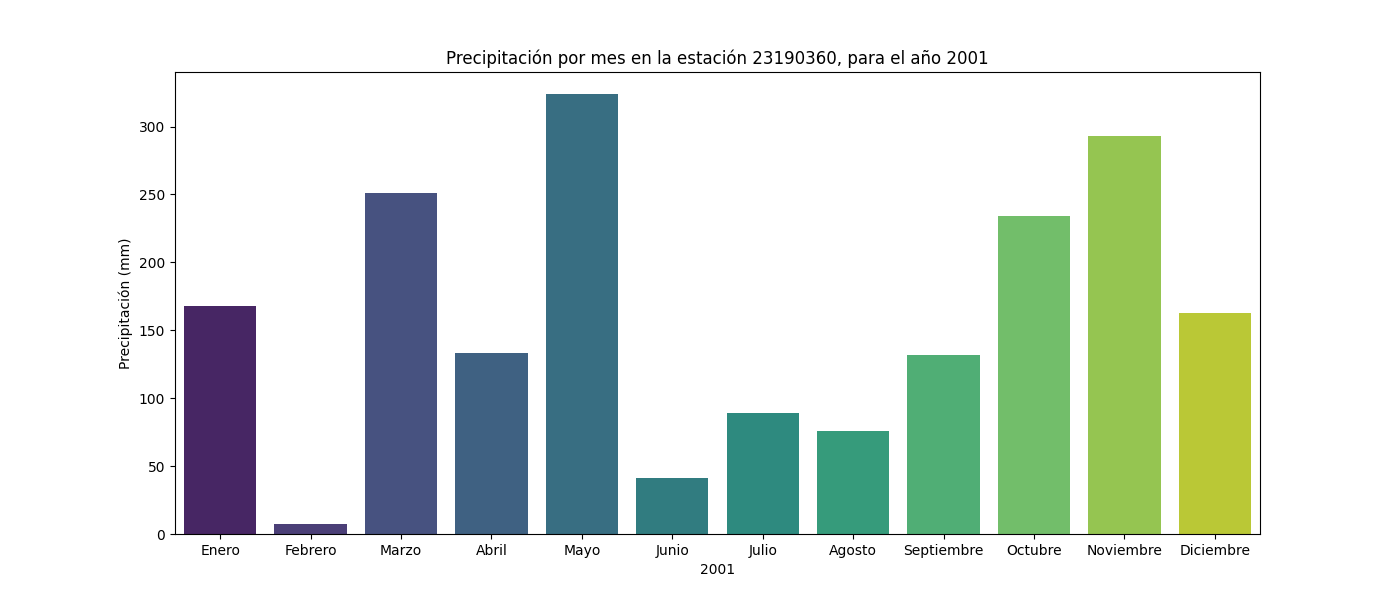 Precipitación por mes en la estación 23190360, para el año 2001
Precipitación (mm)
300
250
200
150
100
50
0
Enero Febrero Marzo Abril Mayo Junio Julio Agosto Septiembre Octubre Noviembre Diciembre
2001